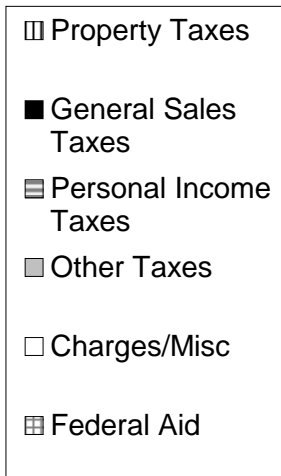 Property Taxes
General Sales
Taxes
Personal Income
Taxes
Other Taxes
Charges/Misc
Federal Aid